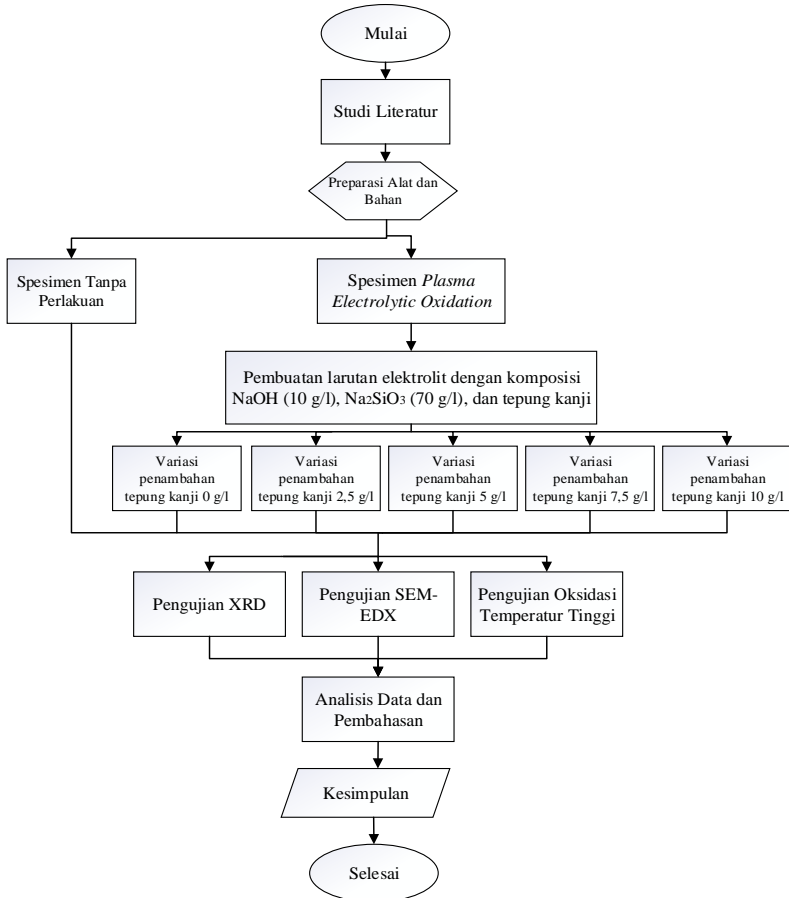 Mulai
Studi Literatur
Preparasi Alat dan
Bahan
Spesimen Tanpa
Perlakuan
Spesimen Plasma
Electrolytic Oxidation
Pembuatan larutan elektrolit dengan komposisi
NaOH (10 g/l), Na₂SiO₃ (70 g/l), dan tepung kanji
Variasi
penambahan
tepung kanji 0 g/l
Variasi
penambahan
tepung kanji 2,5 g/l
Variasi
penambahan
tepung kanji 5 g/l
Variasi
penambahan
tepung kanji 7,5 g/l
Variasi
penambahan
tepung kanji 10 g/l
Pengujian XRD
Pengujian SEM-
EDX
Pengujian Oksidasi
Temperatur Tinggi
Analisis Data dan
Pembahasan
Kesimpulan
Selesai